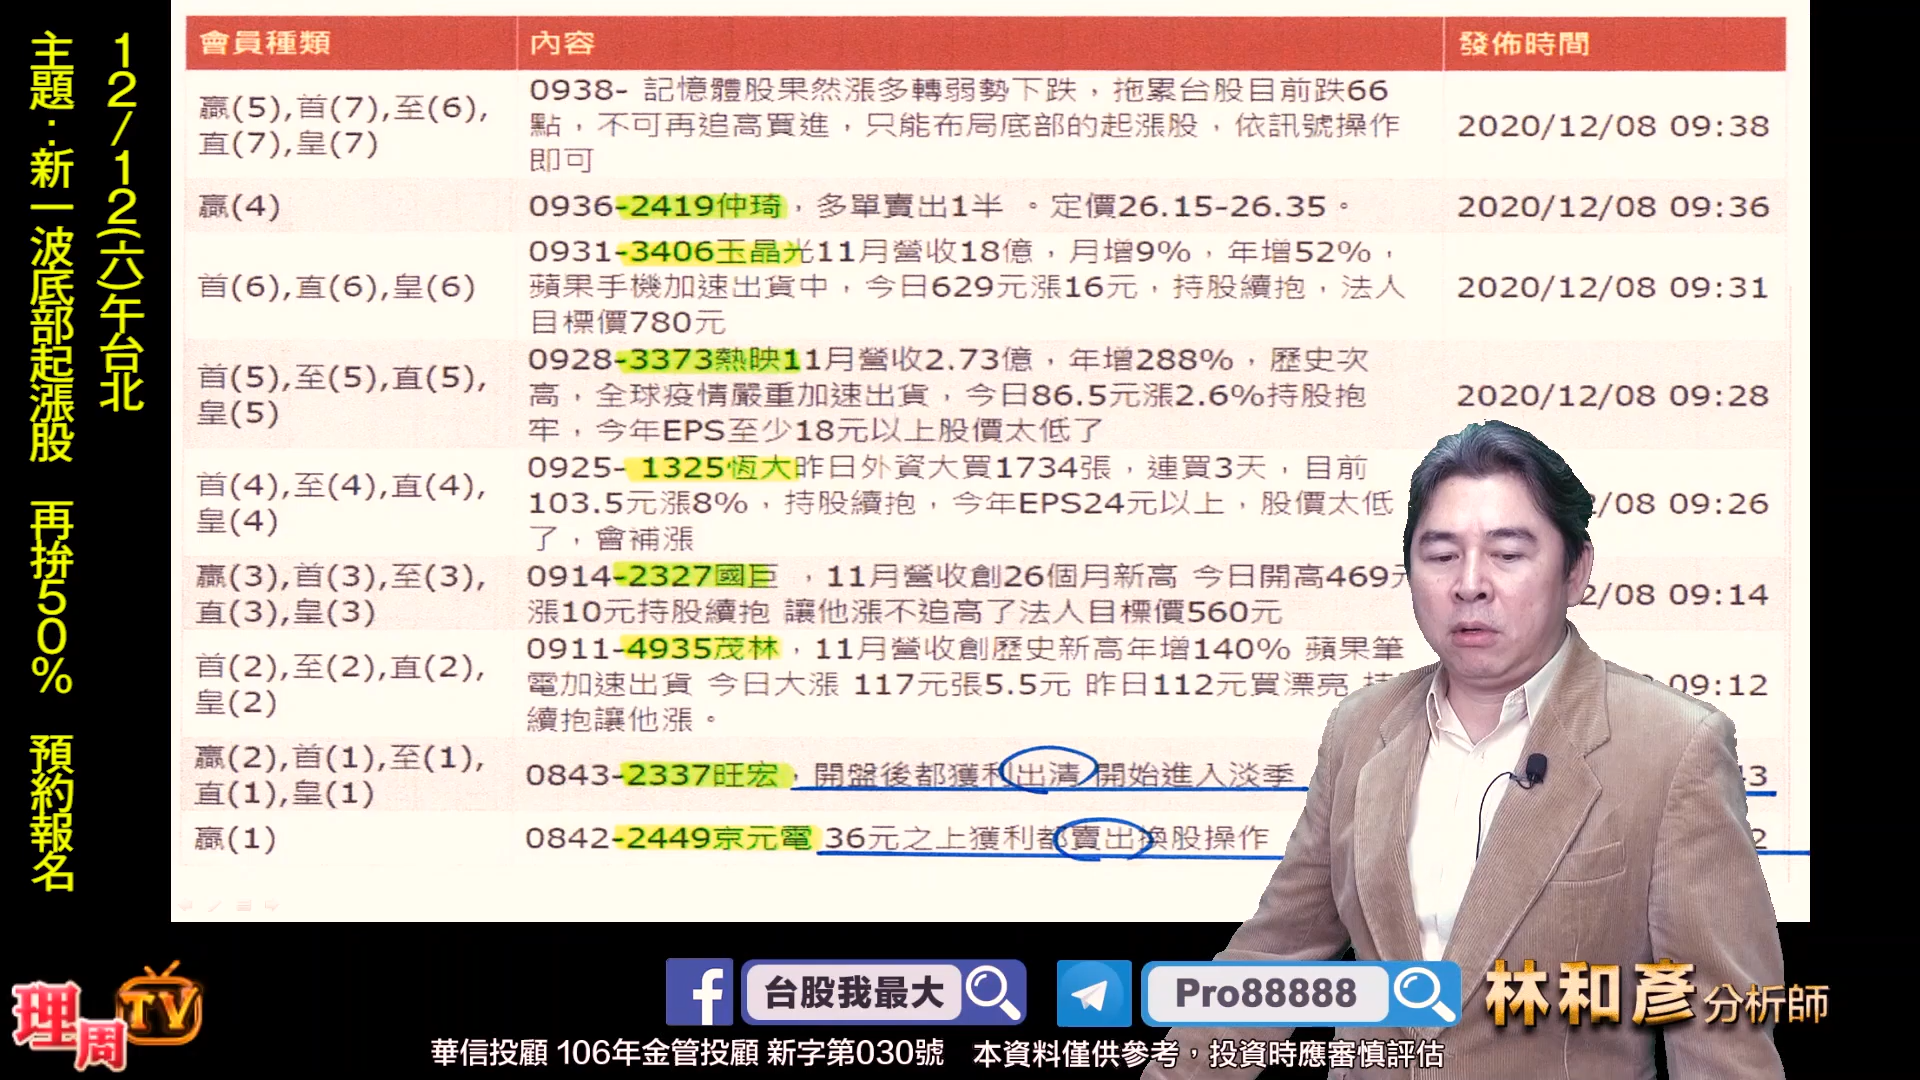 12/12(六)午台北
主題：新一波底部起漲股 再拚50% 預約報名
會員種類 內容 發佈時間
贏(5),首(7),至(6),
直(7),皇(7)
0938- 記憶體股果然漲多轉弱勢下跌，拖累台股目前跌66
點，不可再追高買進，只能布局底部的起漲股，依訊號操作
即可
2020/12/08 09:38
贏(4)
0936-2419仲琦，多單賣出1半 。定價26.15-26.35。
2020/12/08 09:36
首(6),直(6),皇(6)
0931-3406玉晶光11月營收18億，月增9%，年增52%，
蘋果手機加速出貨中，今日629元漲16元，持股續抱，法人
目標價780元
2020/12/08 09:31
首(5),至(5),直(5),
皇(5)
0928-3373熱映11月營收2.73億，年增288%，歷史次
高，全球疫情嚴重加速出貨，今日86.5元漲2.6%持股抱
牢，今年EPS至少18元以上股價太低了
2020/12/08 09:28
首(4),至(4),直(4),
皇(4)
0925- 1325恆大昨日外資大買1734張，連買3天，目前
103.5元漲8%，持股續抱，今年EPS24元以上，股價太低
了，會補漲
/08 09:26
贏(3),首(3),至(3),
直(3),皇(3)
0914-2327國巨 ，11月營收創26個月新高 今日開高469元
漲10元持股續抱 讓他漲不追高了法人目標價560元
2/08 09:14
首(2),至(2),直(2),
皇(2)
0911-4935茂林，11月營收創歷史新高年增140% 蘋果筆
電加速出貨 今日大漲 117元張5.5元 昨日112元買漂亮 持
續抱讓他漲。
09:12
贏(2),首(1),至(1),
直(1),皇(1)
0843-2337旺宏，開盤後都獲利出清 開始進入淡季
3
贏(1)
0842-2449京元電 36元之上獲利都賣出換股操作
2
理周TV
台股我最大
Pro88888
林和彥分析師
華信投顧 106年金管投顧 新字第030號 本資料僅供參考，投資時應審慎評估